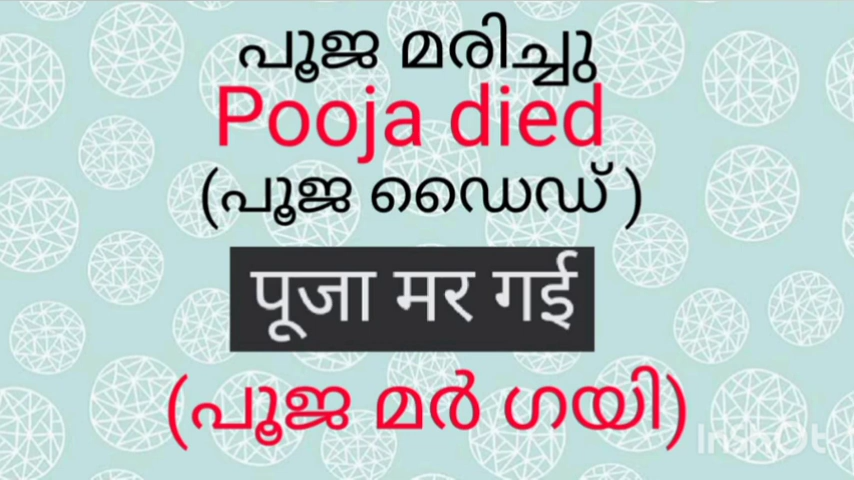 പൂജ മരിച്ചു
Pooja died
(പൂജ ഡൈഡ് )
पूजा मर गई
(പൂജ മർ ഗയി)
InShOt